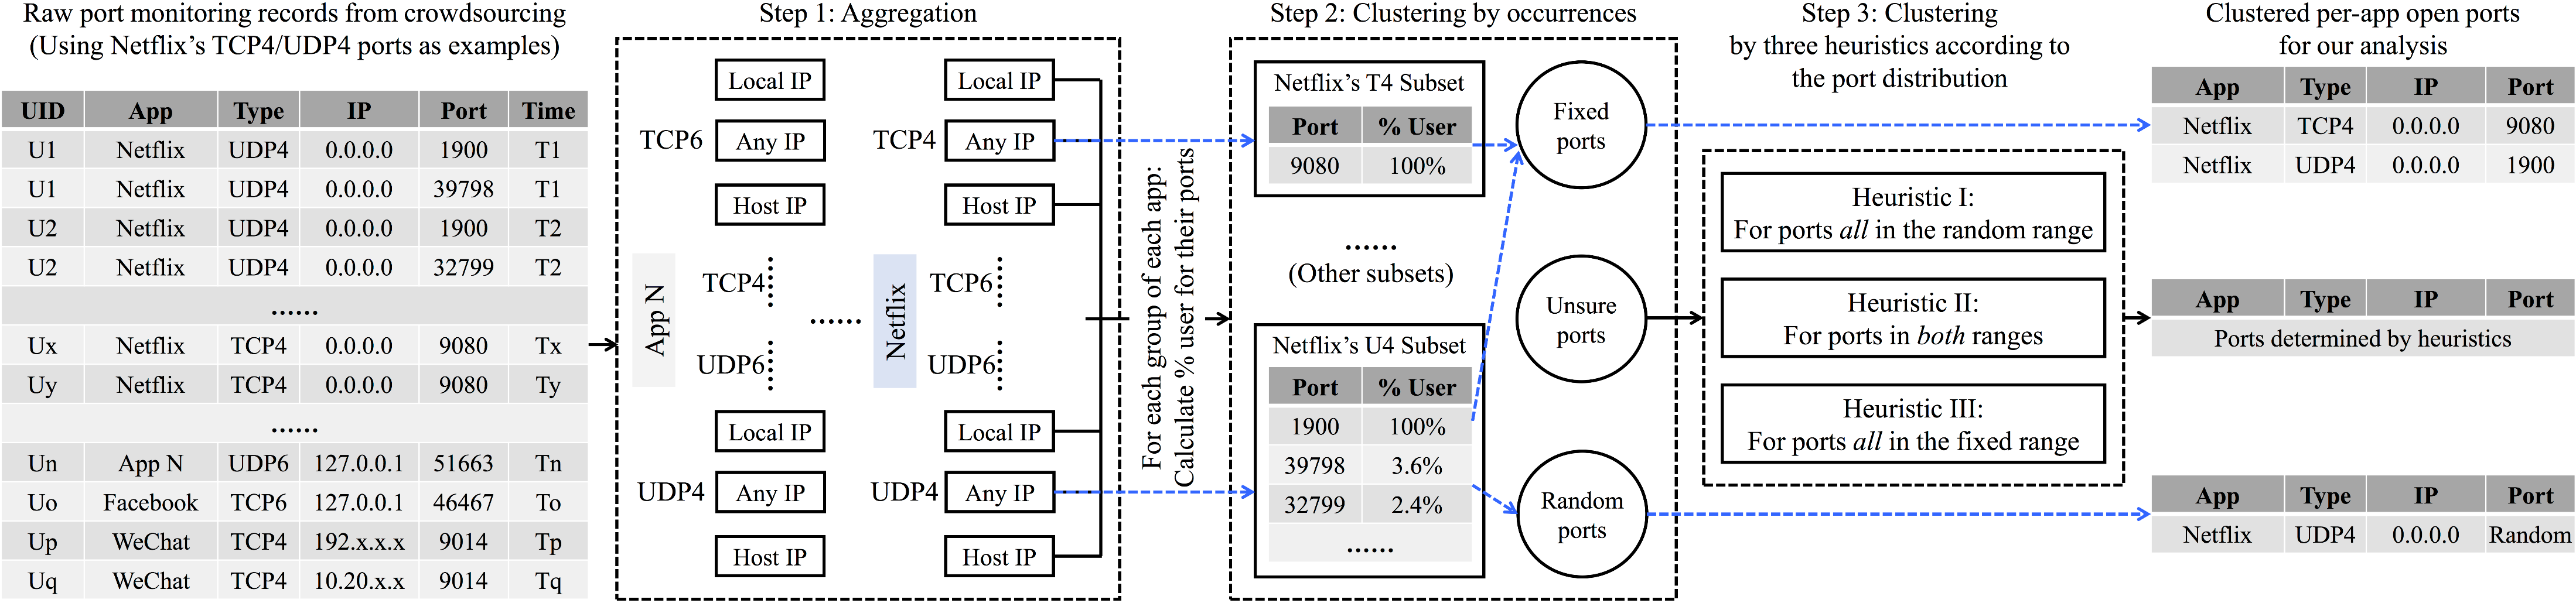 Raw port monitoring records from crowdsourcing
(Using Netflix's TCP4/UDP4 ports as examples)
UID App Type IP Port Time
U1 Netflix UDP4 0.0.0.0 1900 T1
U1 Netflix UDP4 0.0.0.0 39798 T1
U2 Netflix UDP4 0.0.0.0 1900 T2
U2 Netflix UDP4 0.0.0.0 32799 T2
......
Ux Netflix TCP4 0.0.0.0 9080 Tx
Uy Netflix TCP4 0.0.0.0 9080 Ty
......
Un App N UDP6 127.0.0.1 51663 Tn
Uo Facebook TCP6 127.0.0.1 46467 To
Up WeChat TCP4 192.x.x.x 9014 Tp
Uq WeChat TCP4 10.20.x.x 9014 Tq
Step 1: Aggregation
App N
TCP6
Local IP
Any IP
Host IP
TCP4
UDP6
UDP4
Local IP
Any IP
Host IP
......
Netflix
TCP4
Local IP
Any IP
Host IP
TCP6
UDP6
UDP4
Local IP
Any IP
Host IP
For each group of each app:
Calculate % user for their ports
Step 2: Clustering by occurrences
Netflix's T4 Subset
Port % User
9080 100%
......
(Other subsets)
Netflix's U4 Subset
Port % User
1900 100%
39798 3.6%
32799 2.4%
......
Fixed
ports
Unsure
ports
Random
ports
Step 3: Clustering
by three heuristics according to
the port distribution
Heuristic I:
For ports all in the random range
Heuristic II:
For ports in both ranges
Heuristic III:
For ports all in the fixed range
Clustered per-app open ports
for our analysis
App Type IP Port
Netflix TCP4 0.0.0.0 9080
Netflix UDP4 0.0.0.0 1900
App Type IP Port
Ports determined by heuristics
App Type IP Port
Netflix UDP4 0.0.0.0 Random